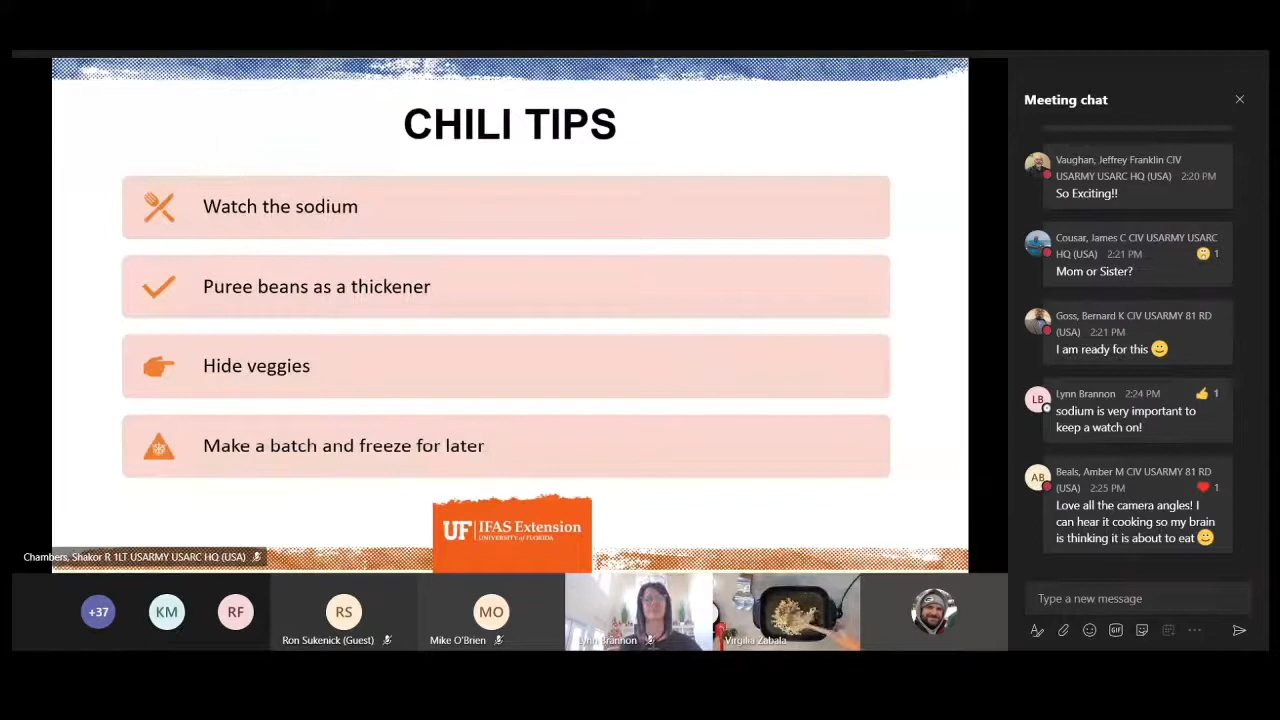 CHILI TIPS
Watch the sodium
Puree beans as a thickener
Hide veggies
Make a batch and freeze for later
UF IFAS Extension
UNIVERSITY of FLORIDA
Chambers, Shakor R 1LT USARMY USARC HQ (USA)
+37
KM
RF
RS
Ron Sukenick (Guest)
MO
Mike O'Brien
Lynn Brannon
Virgilia Zabala
Meeting chat
Vaughan, Jeffrey Franklin CIV
USARMY USARC HQ (USA) 2:20 PM
So Exciting!!
Cousar, James C CIV USARMY USARC
HQ (USA) 2:21 PM 1
Mom or Sister?
Goss, Bernard K CIV USARMY 81 RD
(USA) 2:21 PM
I am ready for this
LB
Lynn Brannon 2:24 PM 1
sodium is very important to
keep a watch on!
AB
Beals, Amber M CIV USARMY 81 RD
(USA) 2:25 PM 1
Love all the camera angles! I
can hear it cooking so my brain
is thinking it is about to eat
Type a new message
GIF